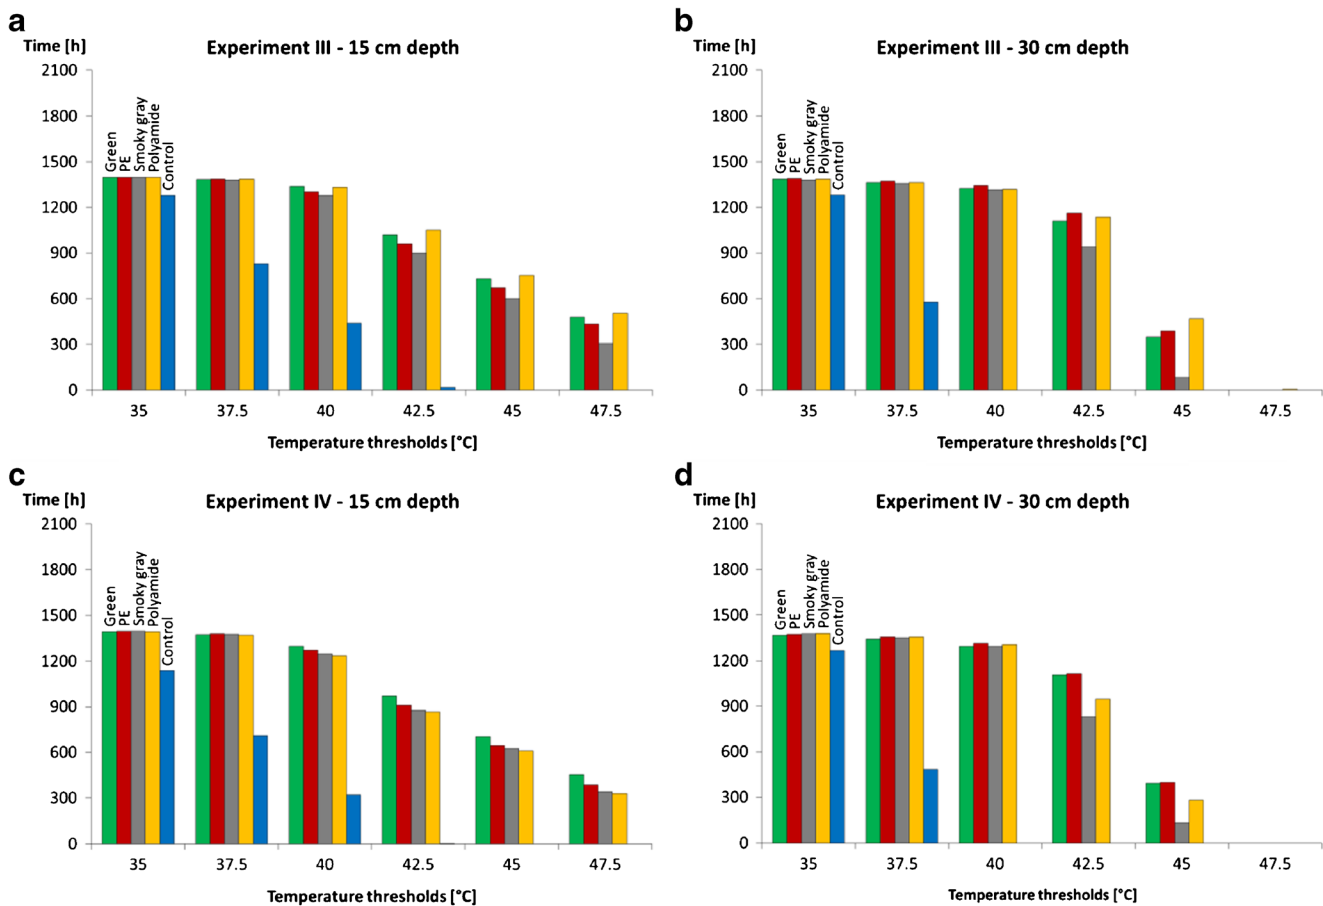 a
Experiment III - 15 cm depth
Time [h]
2100
1800
1500
1200
900
600
300
0
Green
PE
Smoky gray
Polyamide
Control
35 37.5 40 42.5 45 47.5
Temperature thresholds [°C]
b
Experiment III - 30 cm depth
Time [h]
2100
1800
1500
1200
900
600
300
0
Green
PE
Smoky gray
Polyamide
Control
35 37.5 40 42.5 45 47.5
Temperature thresholds [°C]
c
Experiment IV - 15 cm depth
Time [h]
2100
1800
1500
1200
900
600
300
0
Green
PE
Smoky gray
Polyamide
Control
35 37.5 40 42.5 45 47.5
Temperature thresholds [°C]
d
Experiment IV - 30 cm depth
Time [h]
2100
1800
1500
1200
900
600
300
0
Green
PE
Smoky gray
Polyamide
Control
35 37.5 40 42.5 45 47.5
Temperature thresholds [°C]